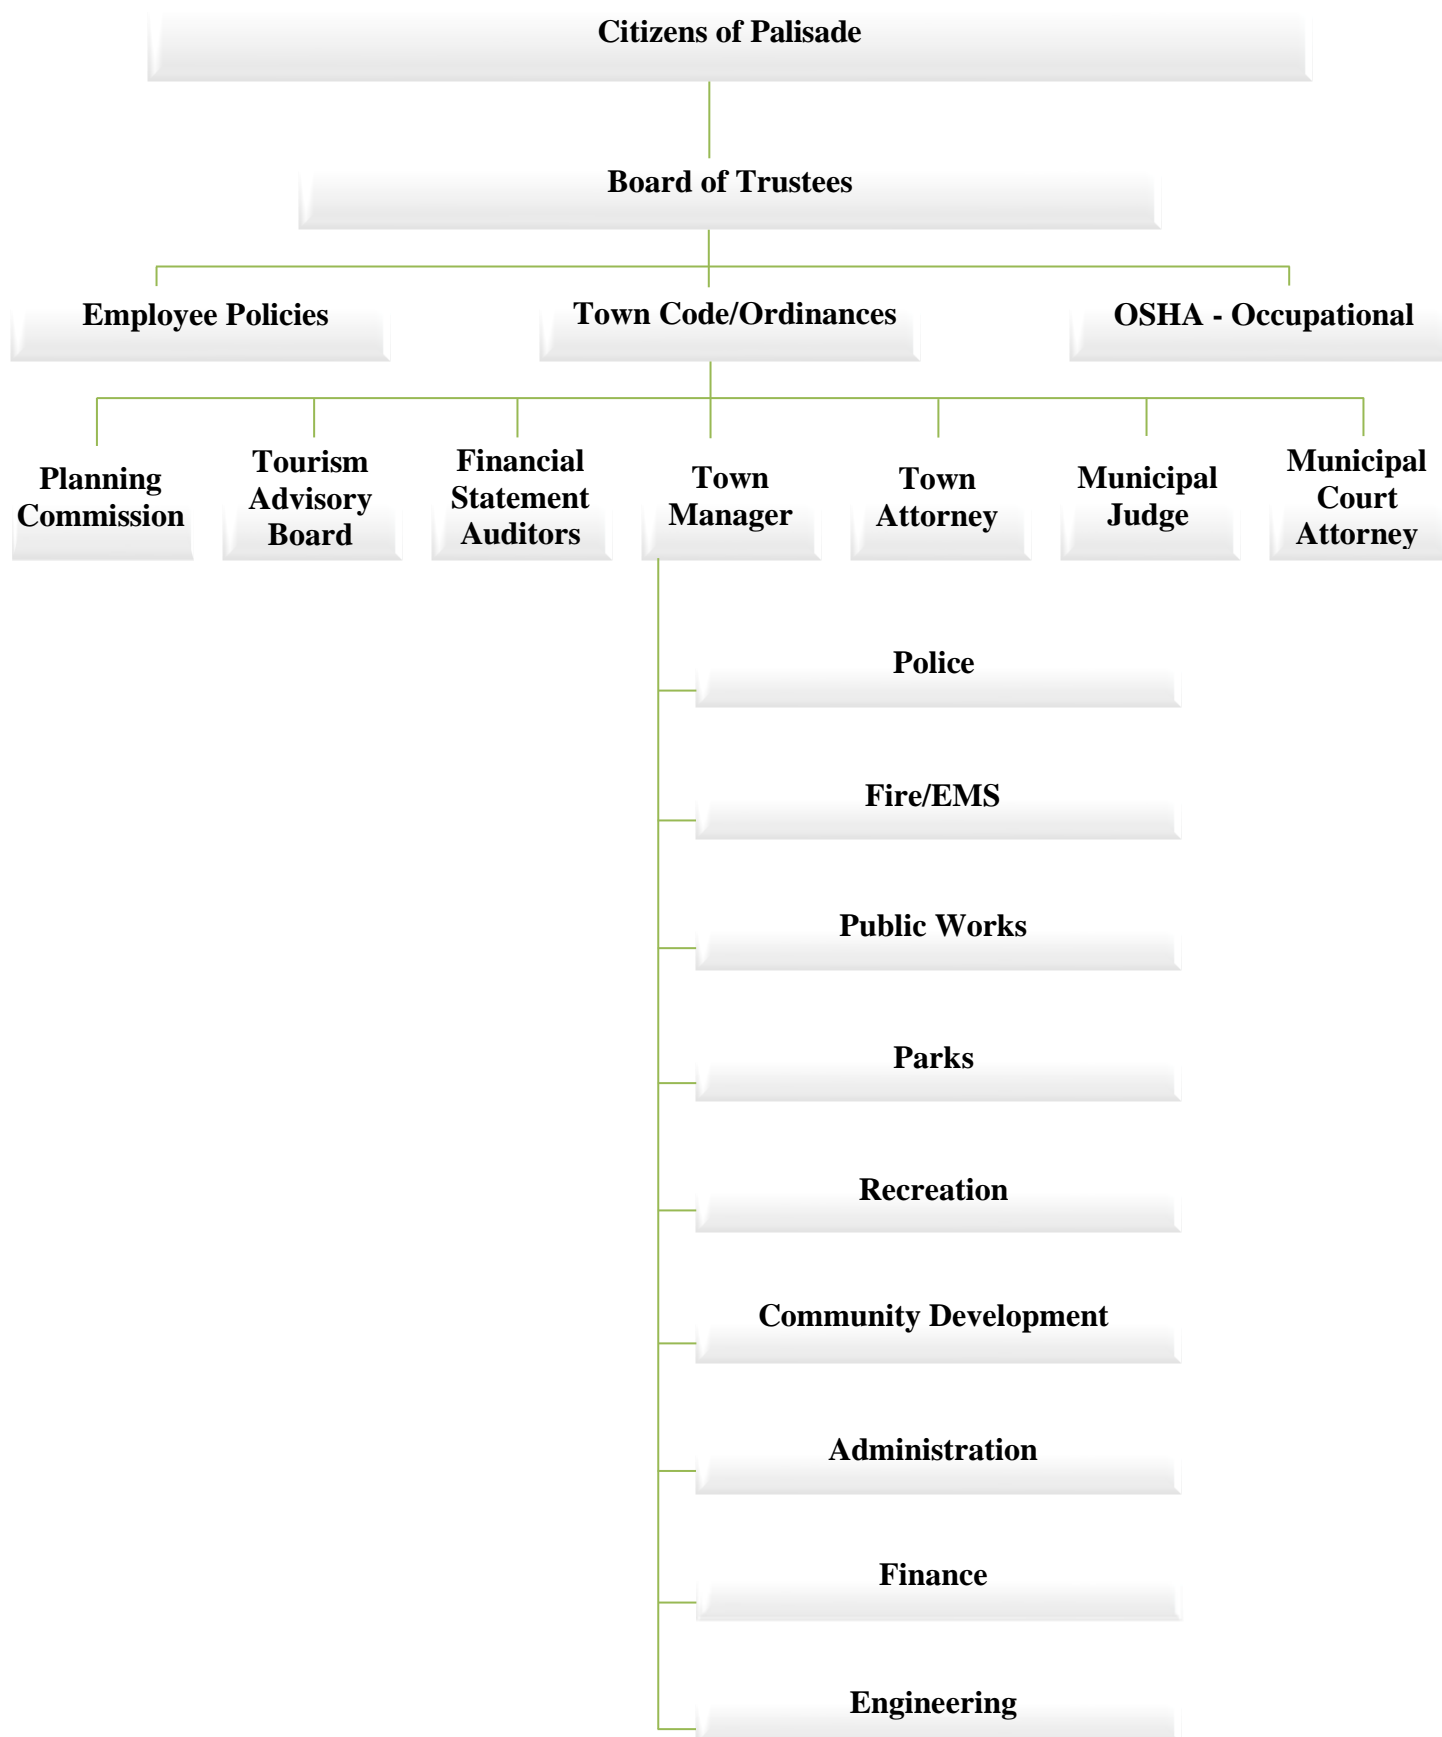 Citizens of Palisade
Board of Trustees
Employee Policies
Town Code/Ordinances
OSHA - Occupational
Planning
Commission
Tourism
Advisory
Board
Financial
Statement
Auditors
Town
Manager
Town
Attorney
Municipal
Judge
Municipal
Court
Attorney
Police
Fire/EMS
Public Works
Parks
Recreation
Community Development
Administration
Finance
Engineering